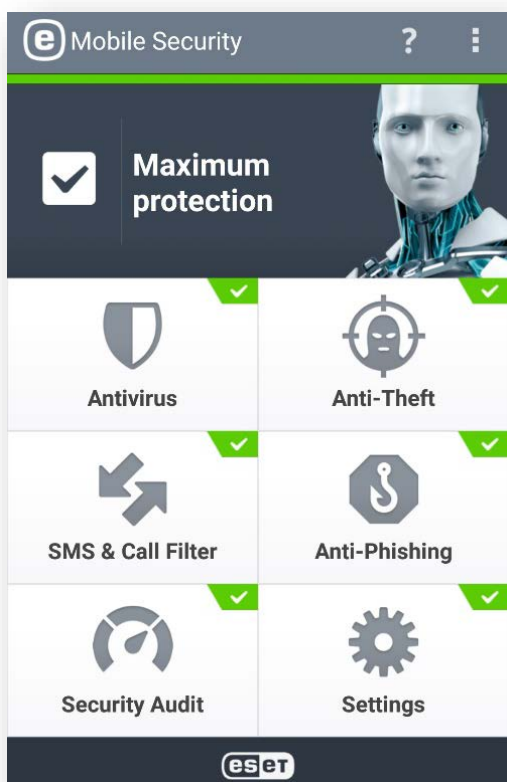 e Mobile Security ?
Maximum
protection
Antivirus
Anti-Theft
SMS & Call Filter
Anti-Phishing
Security Audit
Settings
eseT